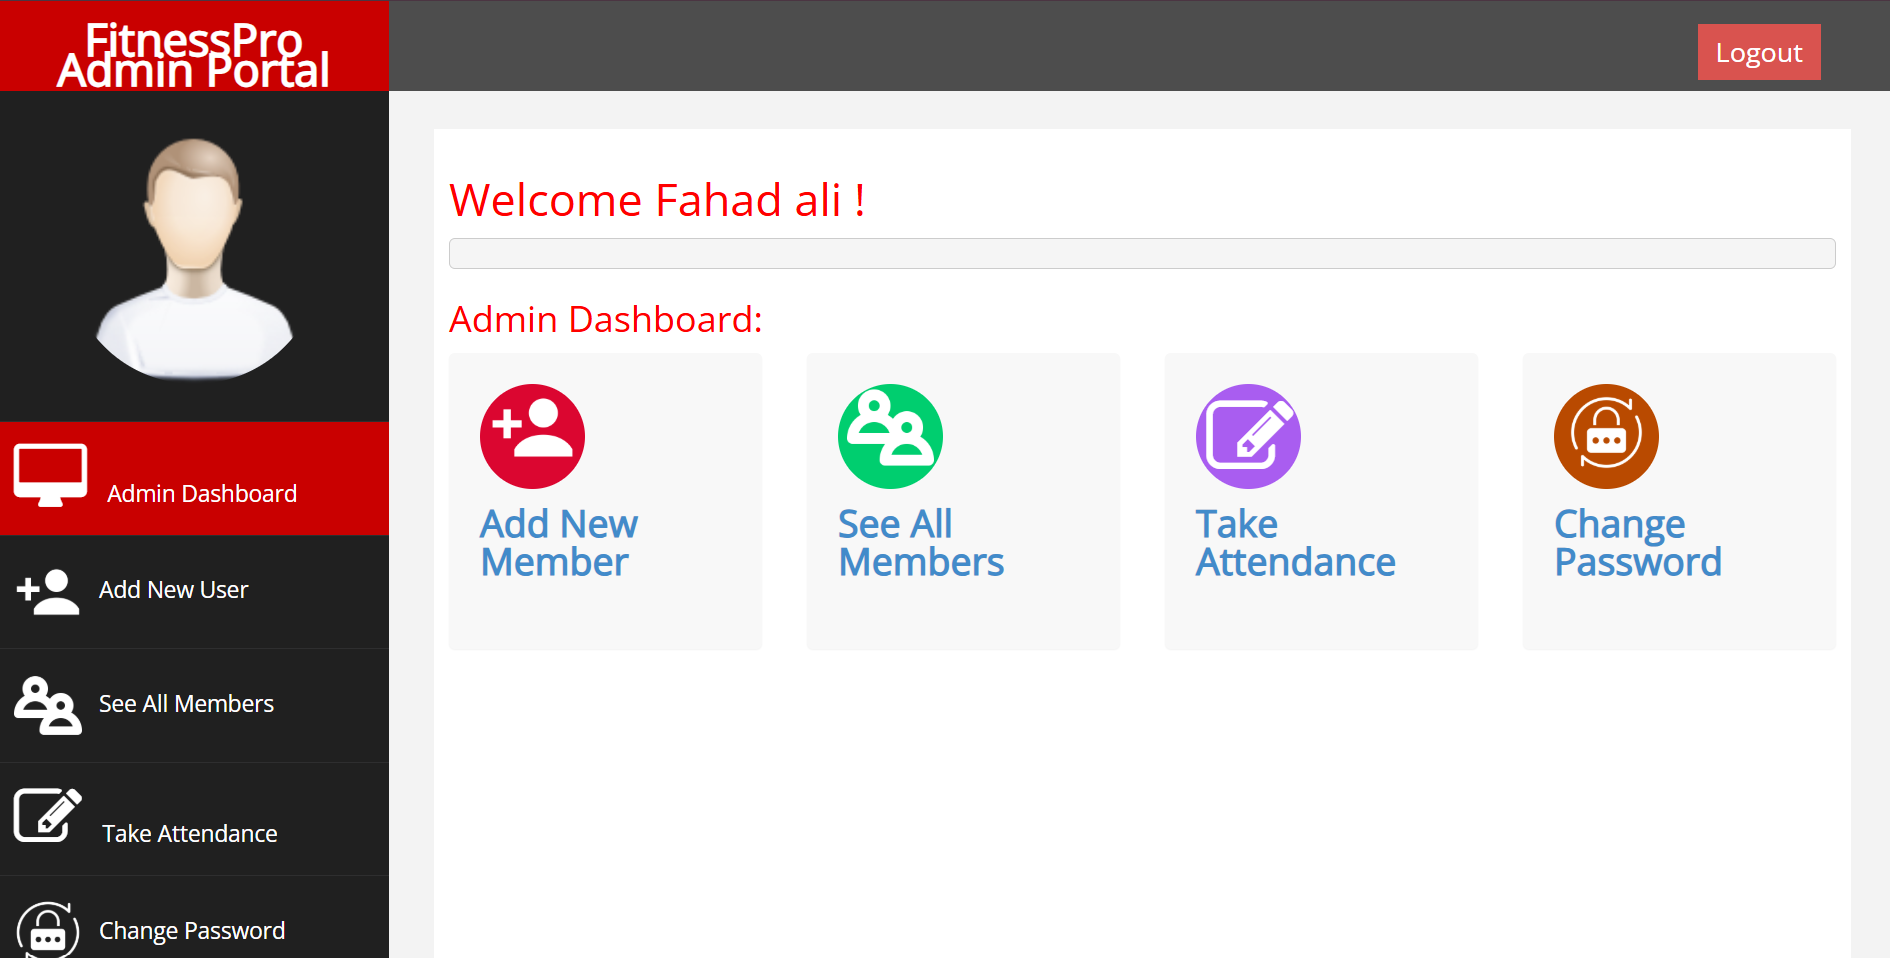 FitnessPro
Admin Portal
Logout
Welcome Fahad ali !
Admin Dashboard:
Add New
Member
See All
Members
Take
Attendance
Change
Password
Admin Dashboard
Add New User
See All Members
Take Attendance
Change Password